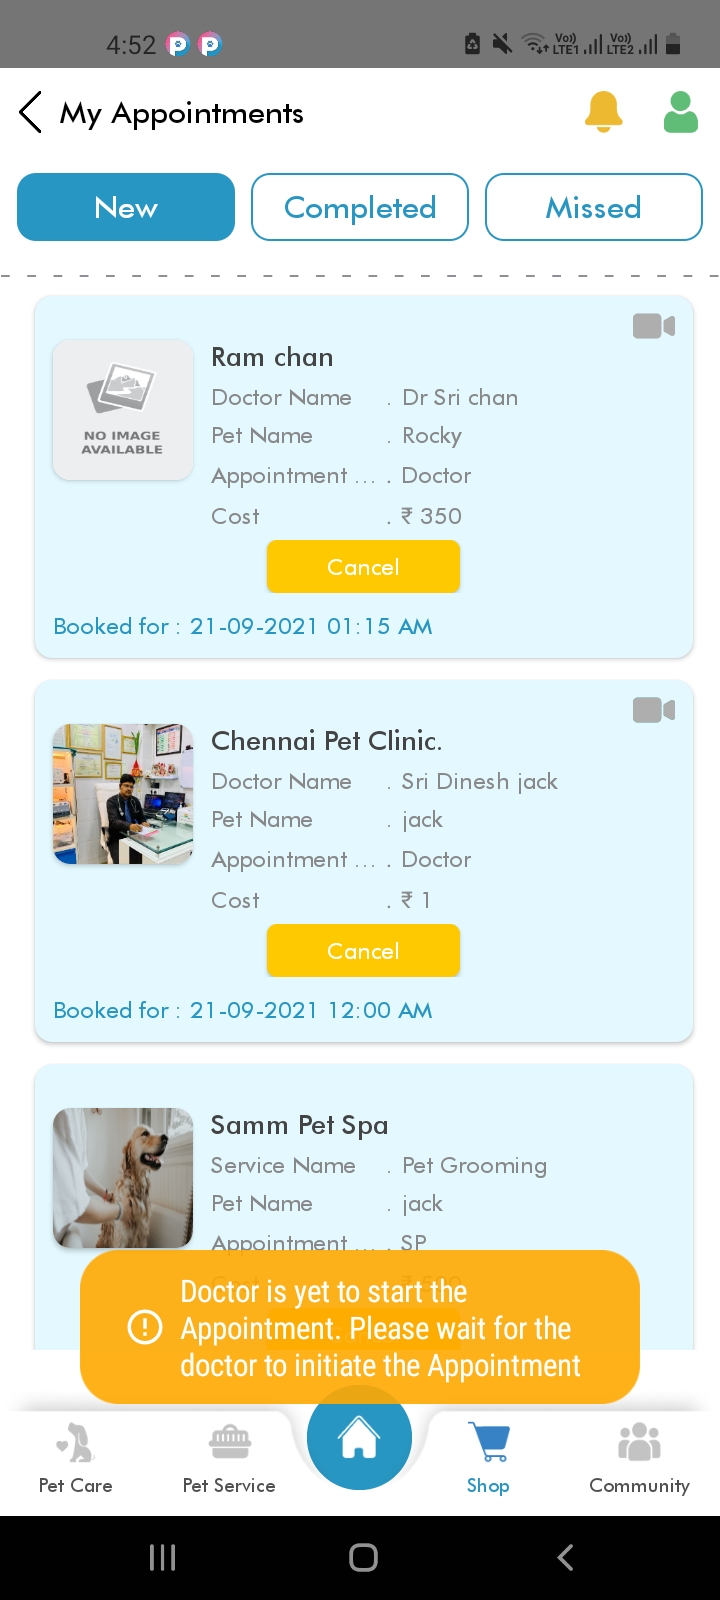 4:52
Vo)) LTE1 Vo)) LTE2
My Appointments
New Completed Missed
NO IMAGE
AVAILABLE
Ram chan
Doctor Name . Dr Sri chan
Pet Name . Rocky
Appointment ... . Doctor
Cost . ₹ 350
Cancel
Booked for : 21-09-2021 01:15 AM
Chennai Pet Clinic.
Doctor Name . Sri Dinesh jack
Pet Name . jack
Appointment ... . Doctor
Cost . ₹ 1
Cancel
Booked for : 21-09-2021 12:00 AM
Samm Pet Spa
Service Name . Pet Grooming
Pet Name . jack
Appointment ... . SP
Doctor is yet to start the
Appointment. Please wait for the
doctor to initiate the Appointment
Pet Care Pet Service Shop Community